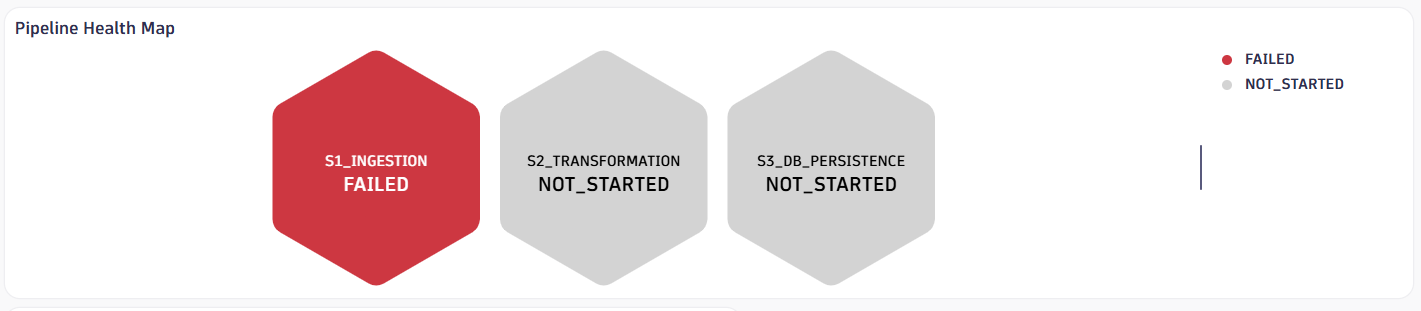 Pipeline Health Map
S1_INGESTION
FAILED
S2_TRANSFORMATION
NOT_STARTED
S3_DB_PERSISTENCE
NOT_STARTED
FAILED
NOT_STARTED